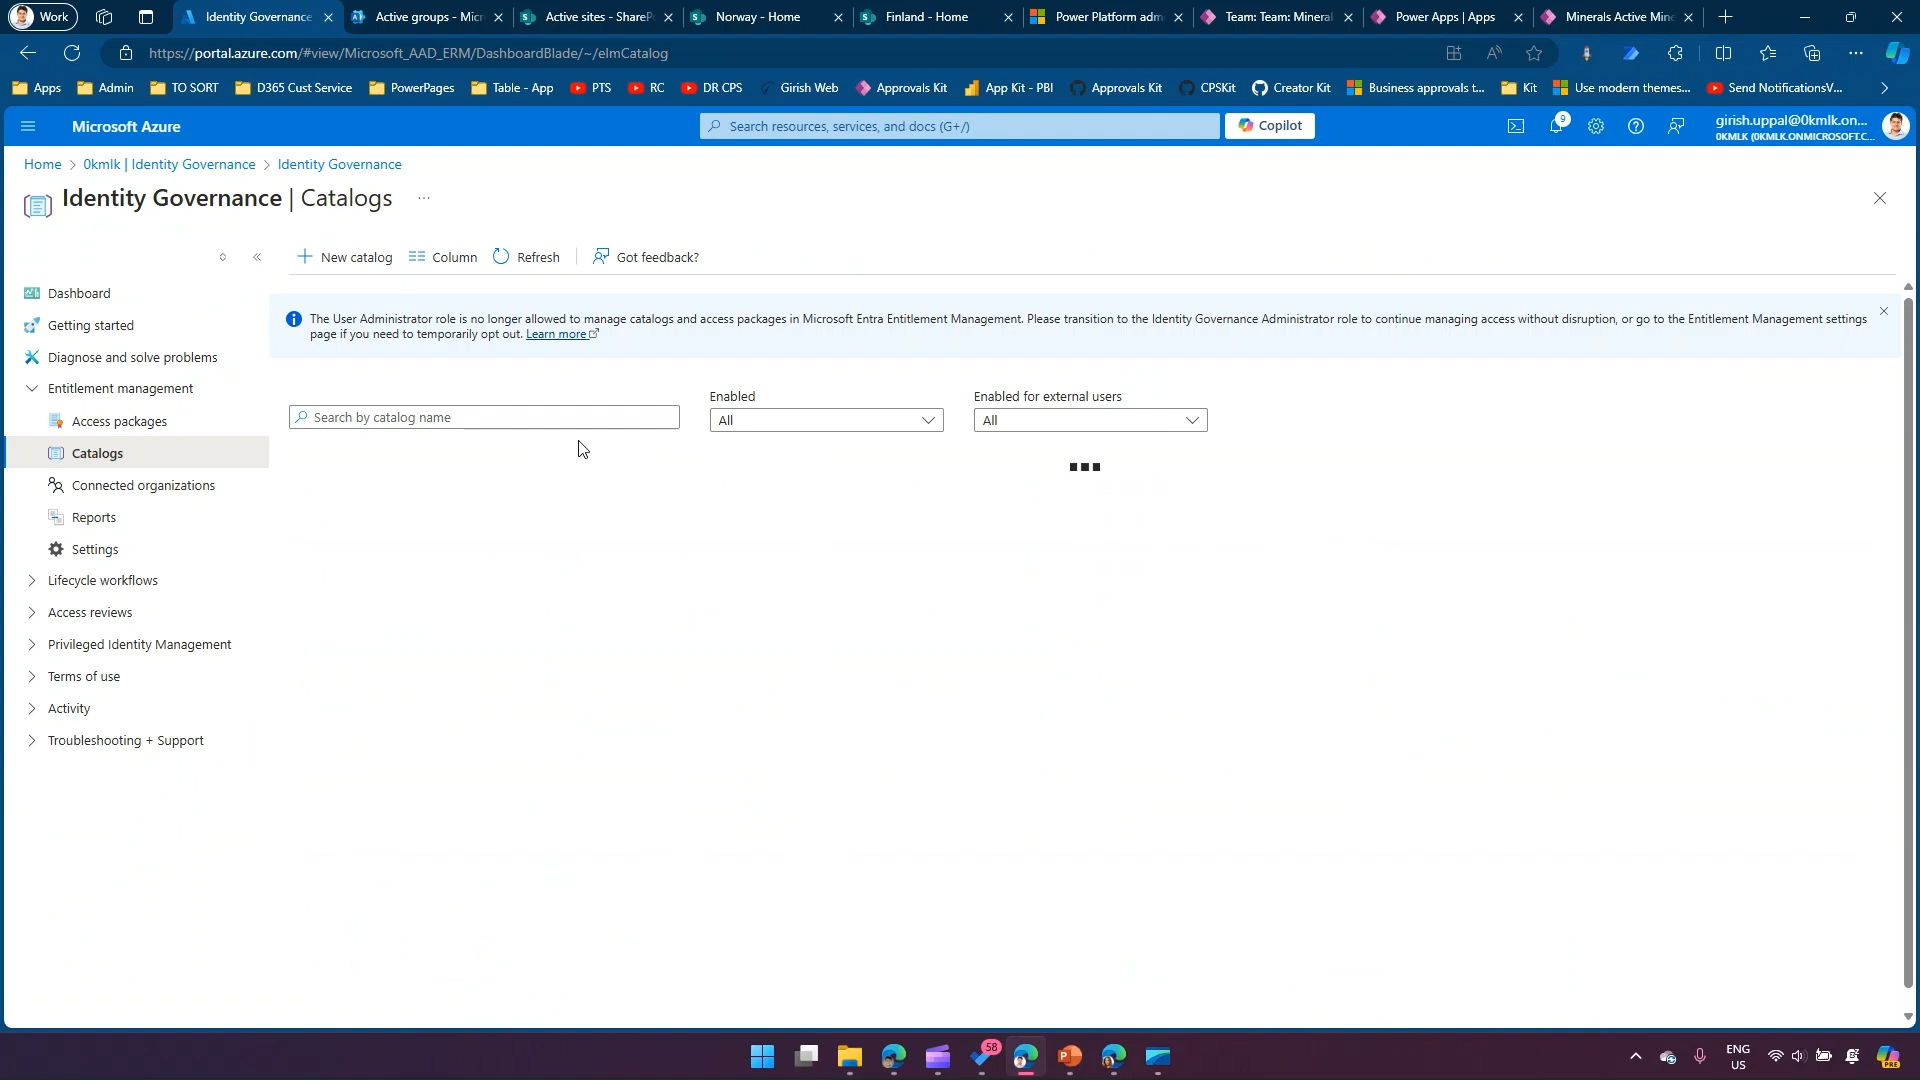 Work
Identity Governance
Active groups - Micr
Active sites - ShareP
Norway - Home
Finland - Home
Power Platform adm
Team: Team: Mineral
Power Apps | Apps
Minerals Active Mine
https://portal.azure.com/#view/Microsoft_AAD_ERM/DashboardBlade/~/elmCatalog
Apps
Admin
TO SORT
D365 Cust Service
PowerPages
Table - App
PTS
RC
DR CPS
Girish Web
Approvals Kit
App Kit - PBI
Approvals Kit
CPSKit
Creator Kit
Business approvals t...
Kit
Use modern themes...
Send NotificationsV...
Microsoft Azure
Search resources, services, and docs (G+/)
Copilot
9
girish.uppal@0kmlk.on...
0KMLK (0KMLK.ONMICROSOFT.C...
Home > 0kmlk | Identity Governance > Identity Governance
Identity Governance | Catalogs ...
New catalog
Column
Refresh
Got feedback?
Dashboard
Getting started
Diagnose and solve problems
Entitlement management
Access packages
Catalogs
Connected organizations
Reports
Settings
Lifecycle workflows
Access reviews
Privileged Identity Management
Terms of use
Activity
Troubleshooting + Support
The User Administrator role is no longer allowed to manage catalogs and access packages in Microsoft Entra Entitlement Management. Please transition to the Identity Governance Administrator role to continue managing access without disruption, or go to the Entitlement Management settings
page if you need to temporarily opt out. Learn more
Search by catalog name
Enabled
All
Enabled for external users
All
58
ENG
US
PRE